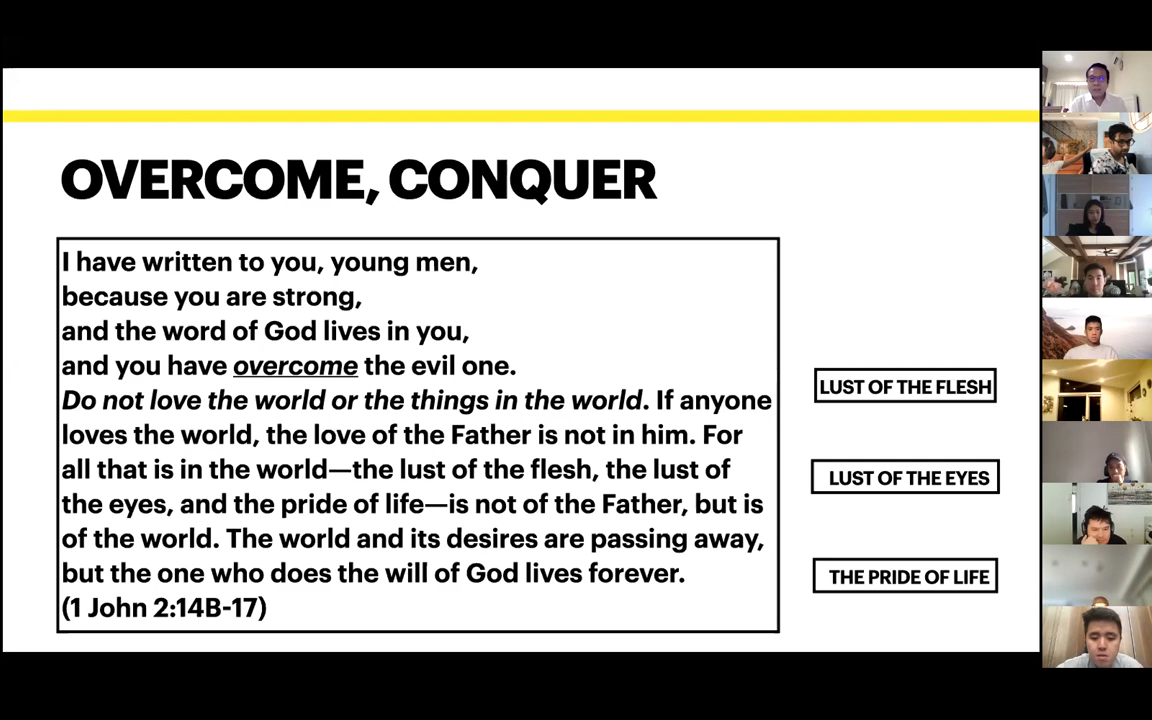 OVERCOME, CONQUER
I have written to you, young men,
because you are strong,
and the word of God lives in you,
and you have overcome the evil one.
Do not love the world or the things in the world. If anyone
loves the world, the love of the Father is not in him. For
all that is in the world—the lust of the flesh, the lust of
the eyes, and the pride of life—is not of the Father, but is
of the world. The world and its desires are passing away,
but the one who does the will of God lives forever.
(1 John 2:14B-17)
LUST OF THE FLESH
LUST OF THE EYES
THE PRIDE OF LIFE